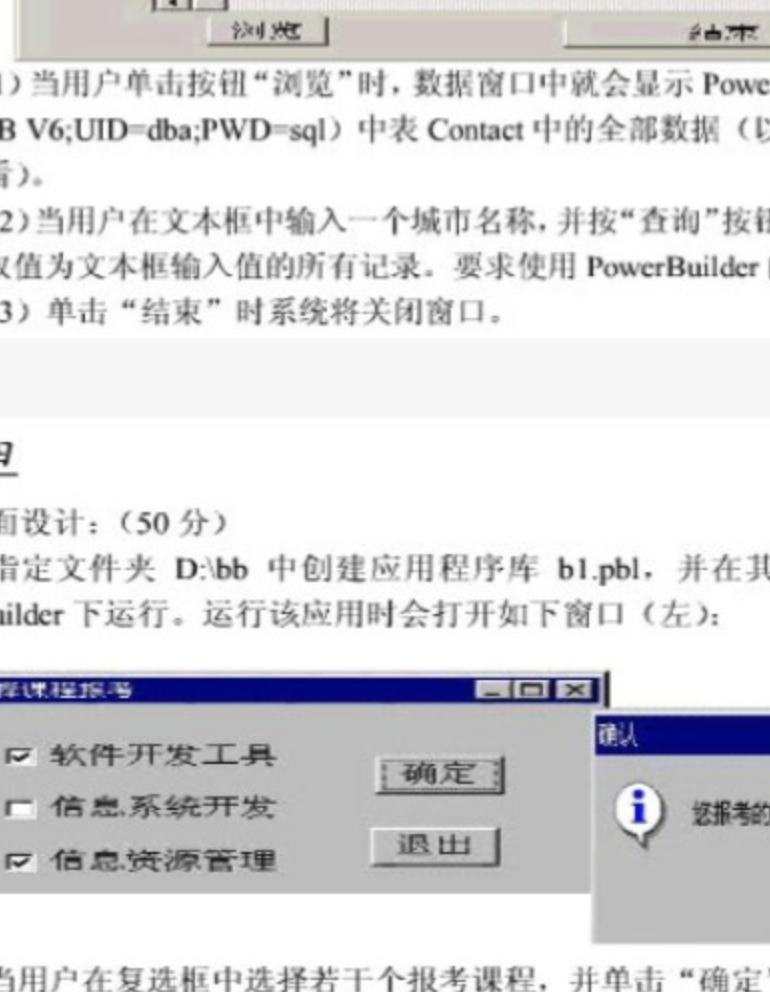 浏览 结束
)当用户单击按钮“浏览”时，数据窗口中就会显示 Powe
B V6;UID=dba;PWD=sql）中表 Contact 中的全部数据（以
看）。
2)当用户在文本框中输入一个城市名称，并按“查询”按钮
取值为文本框输入值的所有记录。要求使用 PowerBuilder
3）单击“结束”时系统将关闭窗口。
面设计：（50 分）
指定文件夹 D:\bb 中创建应用程序库 b1.pbl，并在其
uilder 下运行。运行该应用时会打开如下窗口（左）：
择课程报考
确认
软件开发工具 确定
信息系统开发
您报考的
退出
信息资源管理
当用户在复选框中选择若干个报考课程，并单击“确定”